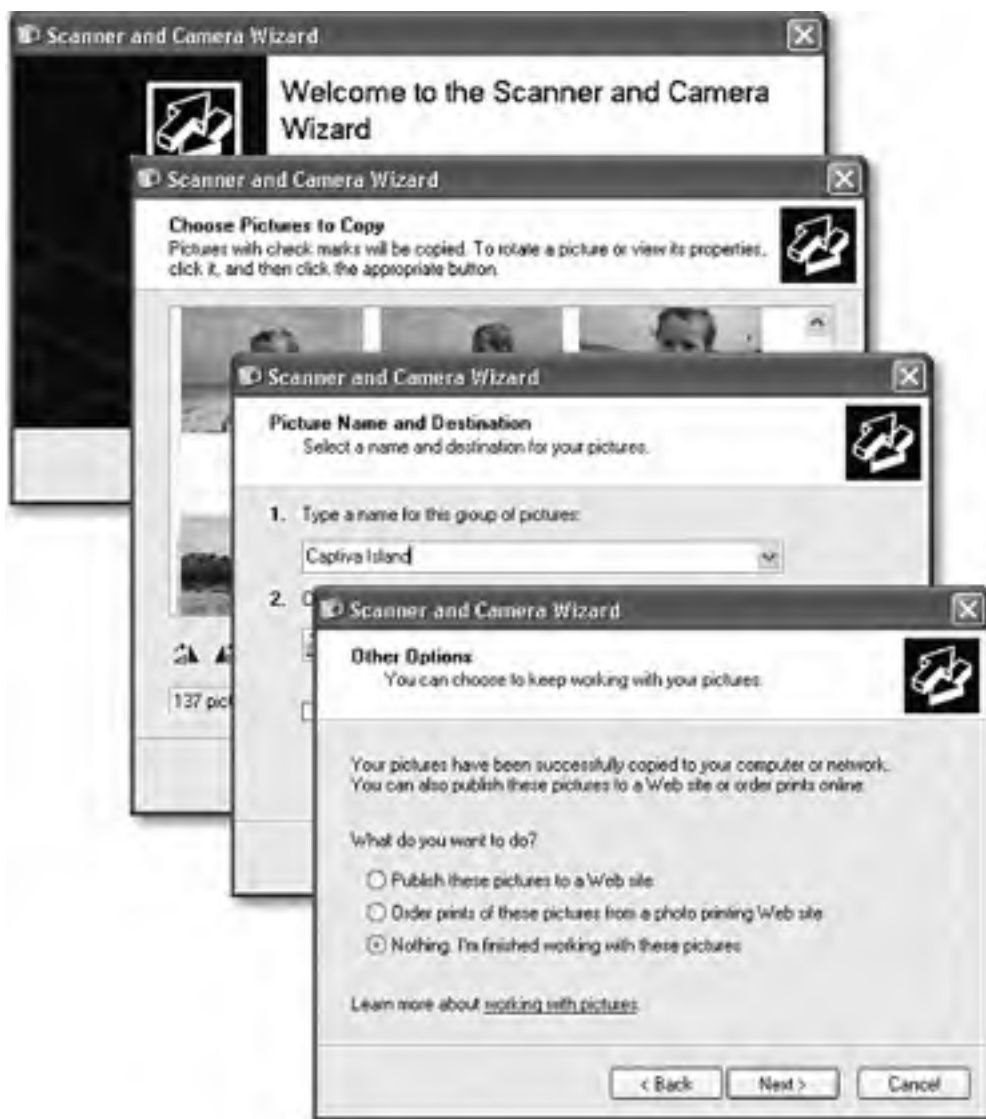 Scanner and Camera Wizard
Welcome to the Scanner and Camera
Wizard
Scanner and Camera Wizard
Choose Pictures to Copy
Pictures with check marks will be copied. To rotate a picture or view its properties,
click it, and then click the appropriate button.
Scanner and Camera Wizard
Picture Name and Destination
Select a name and destination for your pictures.
1. Type a name for this group of pictures:
Captiva Island
2.
137
Scanner and Camera Wizard
Other Options
You can choose to keep working with your pictures.
Your pictures have been successfully copied to your computer or network.
You can also publish these pictures to a Web site or order prints online.
What do you want to do?
Publish these pictures to a Web site
Order prints of these pictures from a photo printing Web site
Nothing. I'm finished working with these pictures
Learn more about working with pictures.
< Back
Next >
Cancel